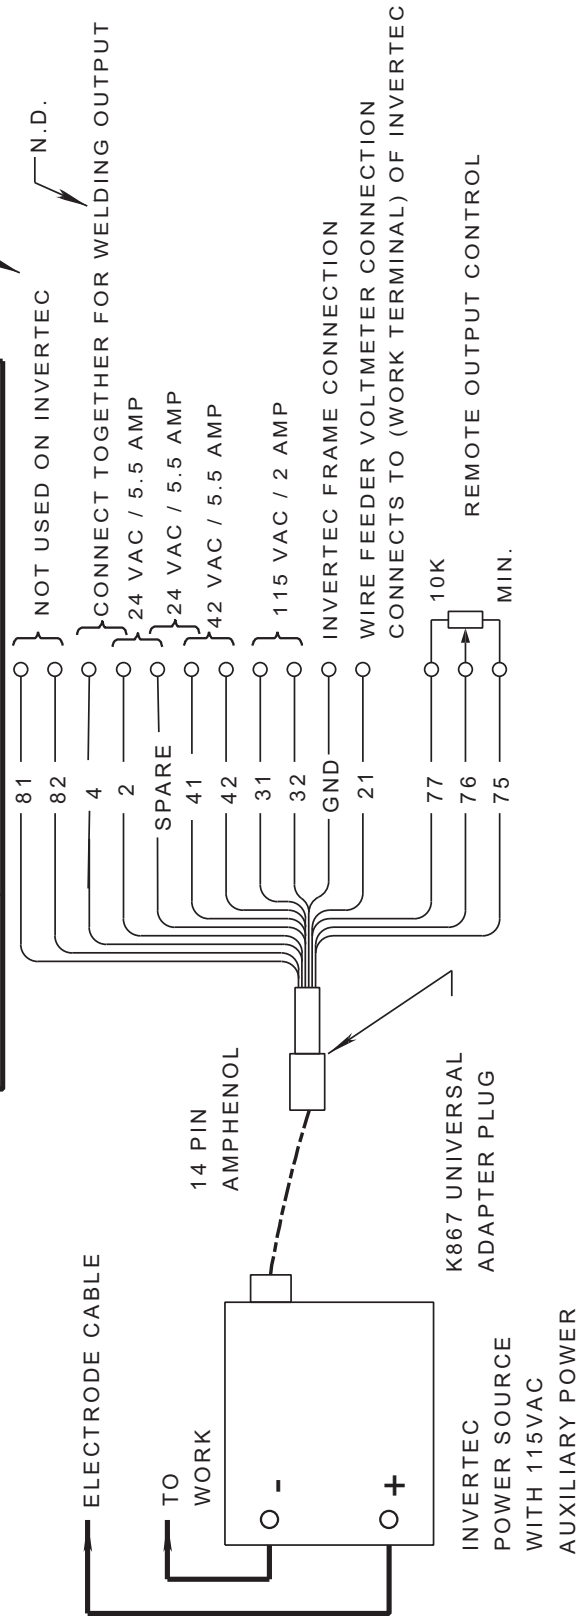 N.D.
81
82
4
2
SPARE
41
42
31
32
GND
21
77
76
75
NOT USED ON INVERTEC
CONNECT TOGETHER FOR WELDING OUTPUT
24 VAC / 5.5 AMP
24 VAC / 5.5 AMP
42 VAC / 5.5 AMP
115 VAC / 2 AMP
INVERTEC FRAME CONNECTION
WIRE FEEDER VOLTMETER CONNECTION
CONNECTS TO (WORK TERMINAL) OF INVERTEC
10K
REMOTE OUTPUT CONTROL
MIN.
14 PIN
AMPHENOL
K867 UNIVERSAL
ADAPTER PLUG
ELECTRODE CABLE
TO
WORK
-
+
INVERTEC
POWER SOURCE
WITH 115VAC
AUXILIARY POWER